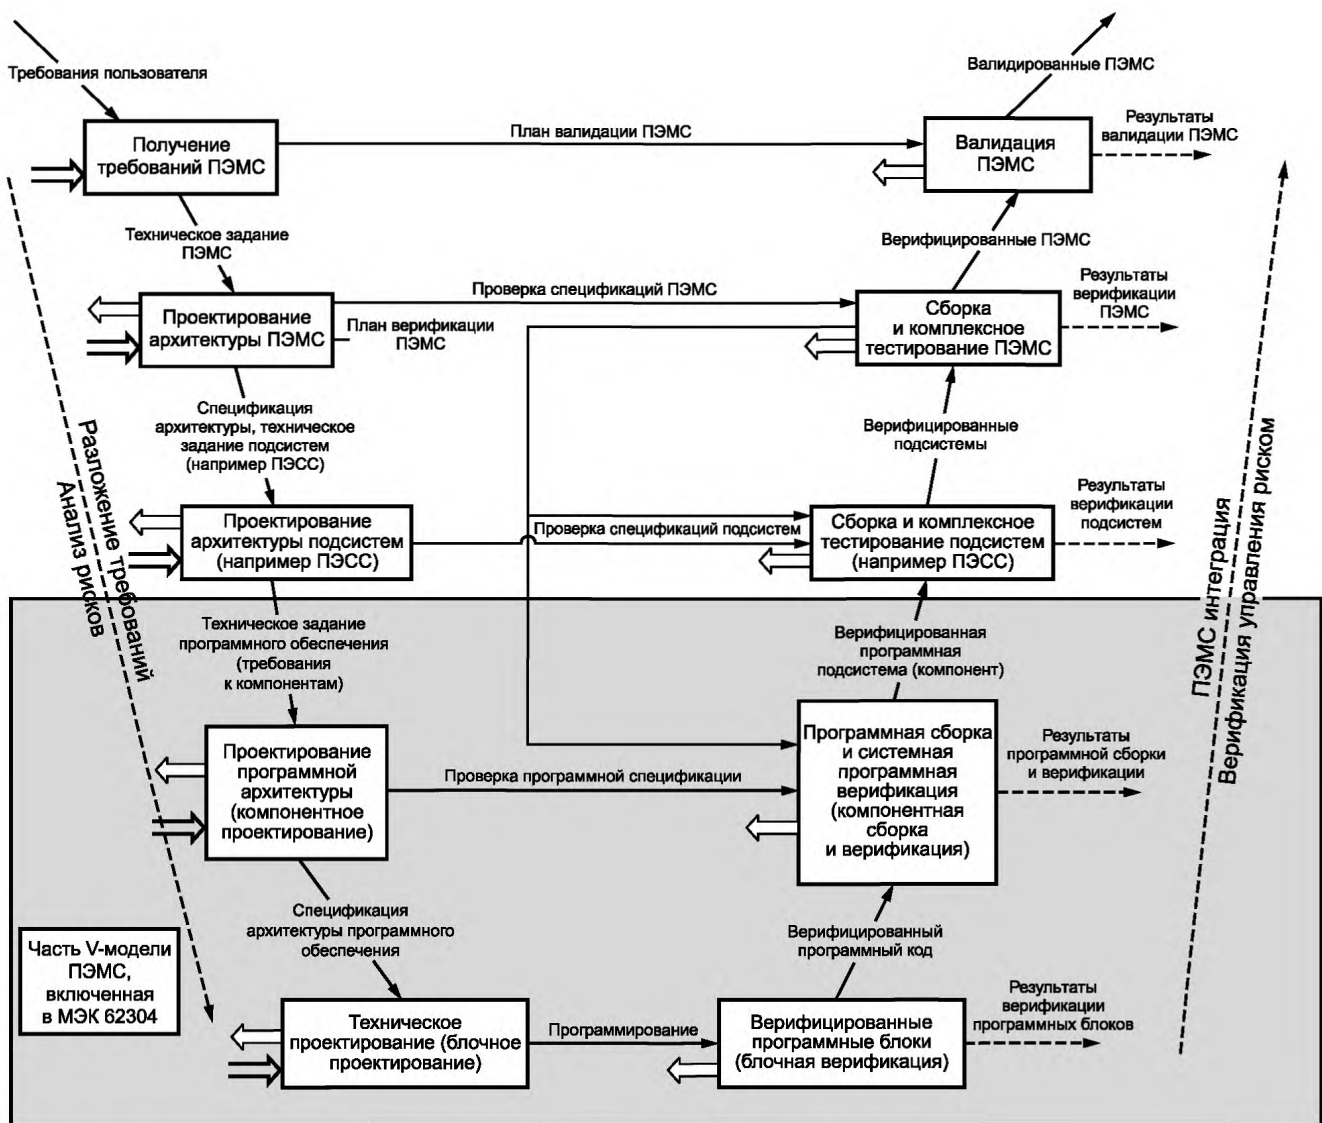 Требования пользователя
Валидированные ПЭМС
Получение
требований ПЭМС
План валидации ПЭМС
Валидация
ПЭМС
Результаты
валидации ПЭМС
Техническое задание
ПЭМС
Верифицированные ПЭМС
Проектирование
архитектуры ПЭМС
Проверка спецификаций ПЭМС
План верификации
ПЭМС
Сборка
и комплексное
тестирование ПЭМС
Результаты
верификации
ПЭМС
Спецификация
архитектуры, техническое
задание подсистем
(например ПЭСС)
Верифицированные
подсистемы
Разложение требований
Анализ рисков
Проектирование
архитектуры подсистем
(например ПЭСС)
Проверка спецификаций подсистем
Сборка и комплексное
тестирование подсистем
(например ПЭСС)
Результаты
верификации
подсистем
ПЭМС интеграция
Верификация управления риском
Техническое задание
программного обеспечения
(требования
к компонентам)
Верифицированная
программная
подсистема (компонент)
Проектирование
программной
архитектуры
(компонентное
проектирование)
Проверка программной спецификации
Программная сборка
и системная
программная
верификация
(компонентная
сборка
и верификация)
Результаты
программной сборки
и верификации
Спецификация
архитектуры программного
обеспечения
Верифицированный
программный код
Часть V-модели
ПЭМС,
включенная
в МЭК 62304
Техническое
проектирование (блочное
проектирование)
Программирование
Верифицированные
программные блоки
(блочная верификация)
Результаты
верификации
программных блоков